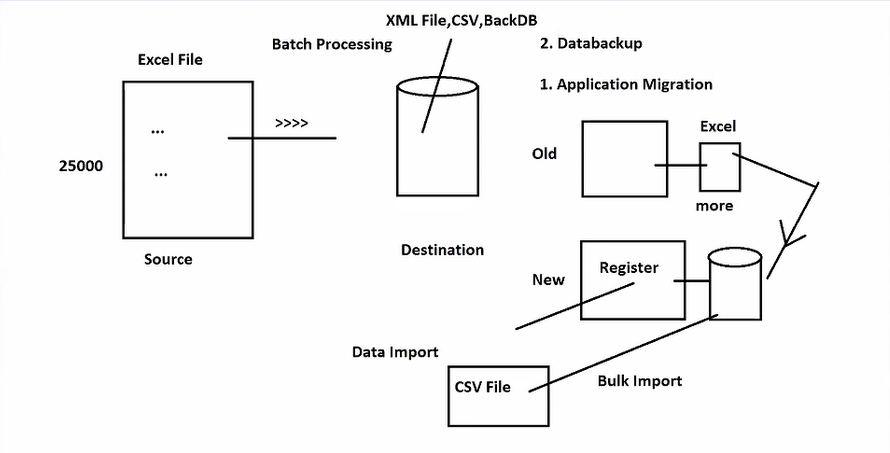 XML File,CSV,BackDB
Batch Processing
2. Databackup
Excel File
1. Application Migration
...
>>>>
Excel
Old
25000
...
more
Source
Destination
Register
New
Data Import
CSV File
Bulk Import